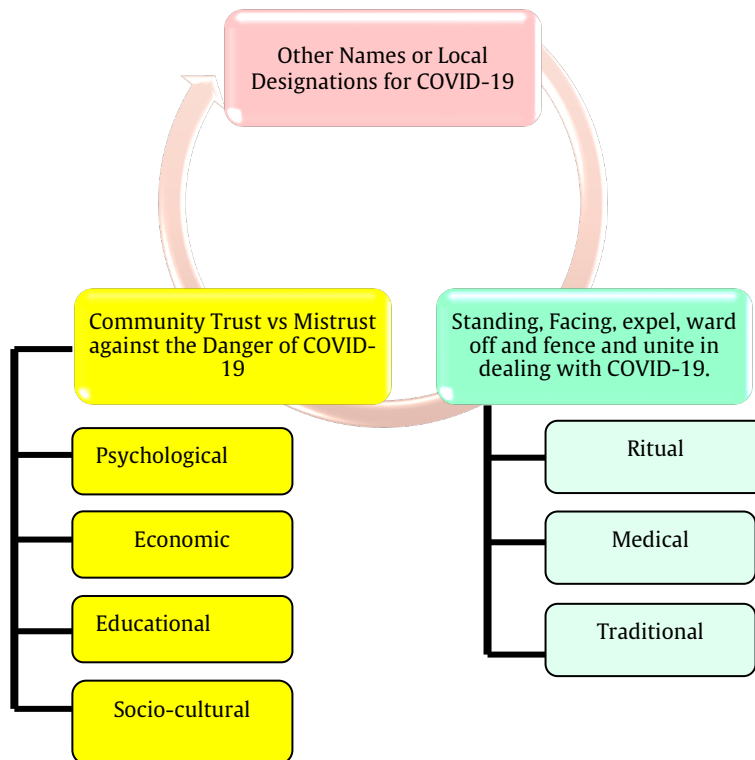 Other Names or Local
Designations for COVID-19
Community Trust vs Mistrust
against the Danger of COVID-
19
Psychological
Economic
Educational
Socio-cultural
Standing, Facing, expel, ward
off and fence and unite in
dealing with COVID-19.
Ritual
Medical
Traditional